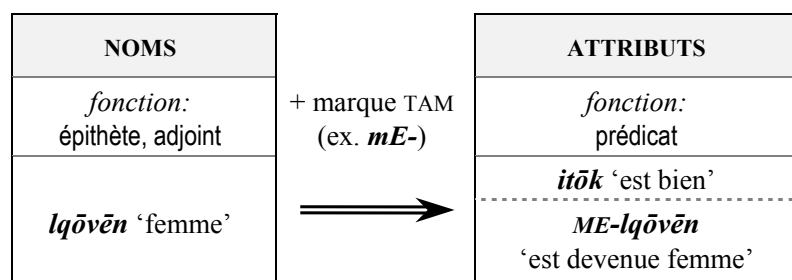 NOMS
fonction:
épithète, adjoint
lqōvēn ‘femme’
+ marque TAM
(ex. mE-)
ATTRIBUTS
fonction:
prédicat
itōk ‘est bien’
ME-lqōvēn
‘est devenue femme’